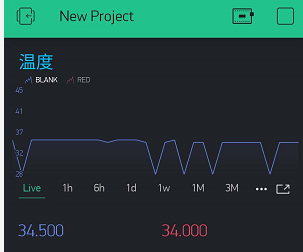 New Project
温度
BLANK RED
45
41
37
32
28
Live 1h 6h 1d 1w 1M 3M
34.500 34.000